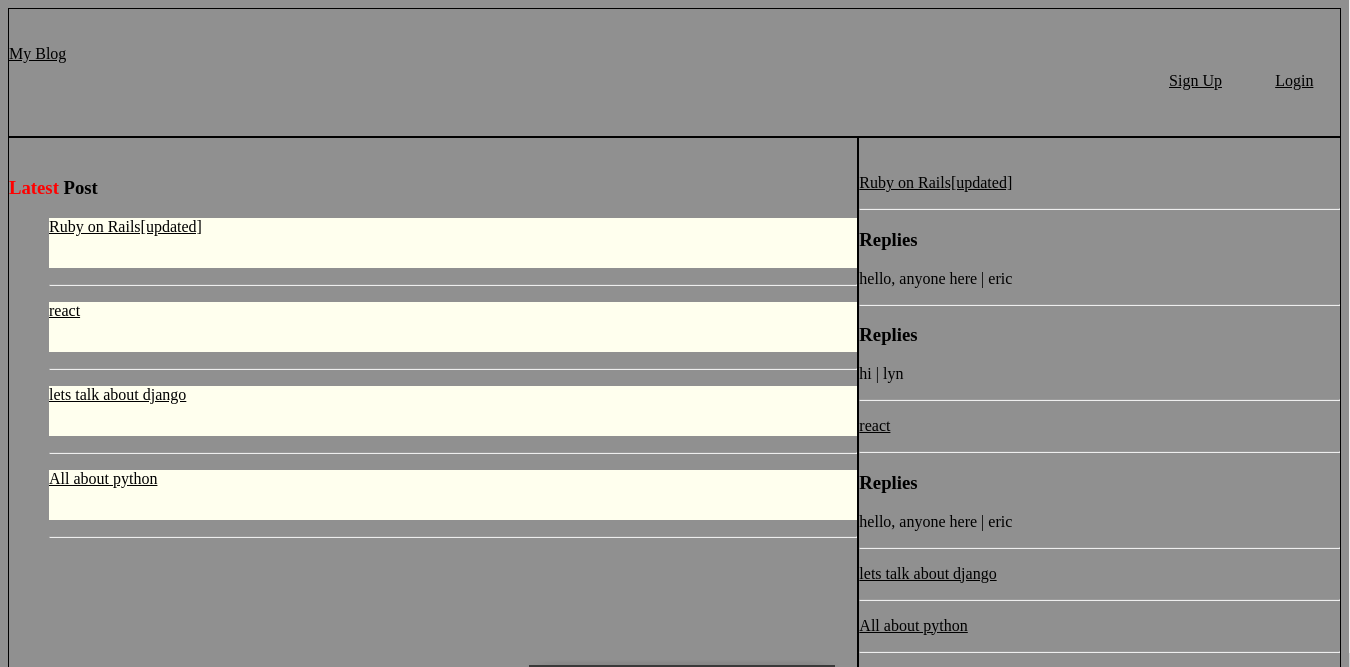 My Blog
Sign Up
Login
Latest Post
Ruby on Rails[updated]
react
lets talk about django
All about python
Ruby on Rails[updated]
Replies
hello, anyone here | eric
Replies
hi | lyn
react
Replies
hello, anyone here | eric
lets talk about django
All about python